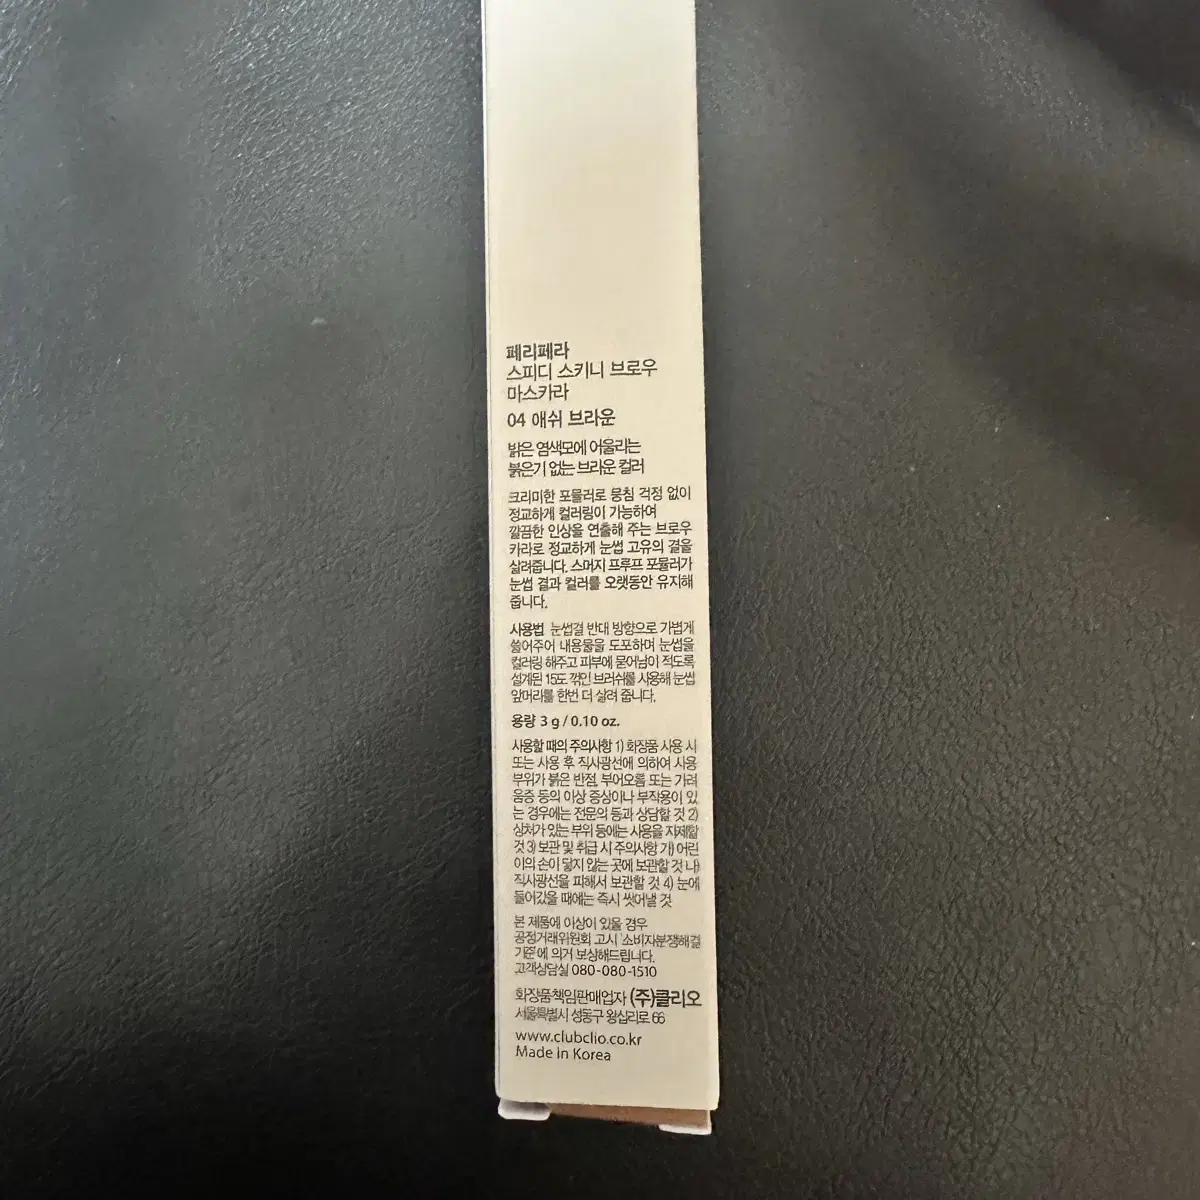 페리페라
스피디 스키니 브로우
마스카라
04 애쉬 브라운
밝은 염색모에 어울리는
붉은기 없는 브라운 컬러
크리미한 포뮬러로 뭉침 걱정 없이
정교하게 컬러링이 가능하여
깔끔한 인상을 연출해 주는 브로우
카라로 정교하게 눈썹 고유의 결을
살려줍니다. 스머지 프루프 포뮬러가
눈썹 결과 컬러를 오랫동안 유지해
줍니다.
사용법 눈썹결 반대 방향으로 가볍게
쓸어주어 내용물을 도포하며 눈썹을
컬러링 해주고 피부에 묻어남이 적도록
설계된 15도 꺾인 브러쉬를 사용해 눈썹
앞머리를 한번 더 살려 줍니다.
용량 3 g / 0.10 oz.
사용할 때의 주의사항 1) 화장품 사용 시
또는 사용 후 직사광선에 의하여 사용
부위가 붉은 반점, 부어오름 또는 가려
움증 등의 이상 증상이나 부작용이 있
는 경우에는 전문의 등과 상담할 것 2)
상처가 있는 부위 등에는 사용을 자제할
것 3) 보관 및 취급 시 주의사항 가) 어린
이의 손이 닿지 않는 곳에 보관할 것 나)
직사광선을 피해서 보관할 것 4) 눈에
들어갔을 때에는 즉시 씻어낼 것
본 제품에 이상이 있을 경우
공정거래위원회 고시 '소비자분쟁해결
기준'에 의거 보상해드립니다.
고객상담실 080-080-1510
화장품책임판매업자 (주)클리오
서울특별시 성동구 왕십리로 66
www.clubclio.co.kr
Made in Korea